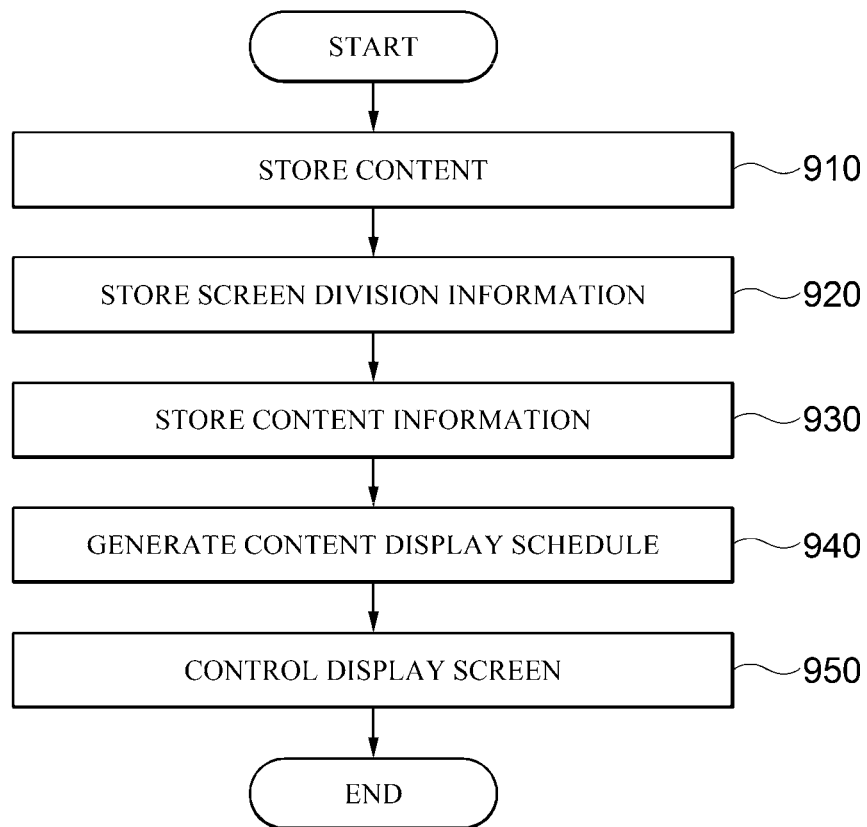 START
STORE CONTENT
910
STORE SCREEN DIVISION INFORMATION
920
STORE CONTENT INFORMATION
930
GENERATE CONTENT DISPLAY SCHEDULE
940
CONTROL DISPLAY SCREEN
950
END